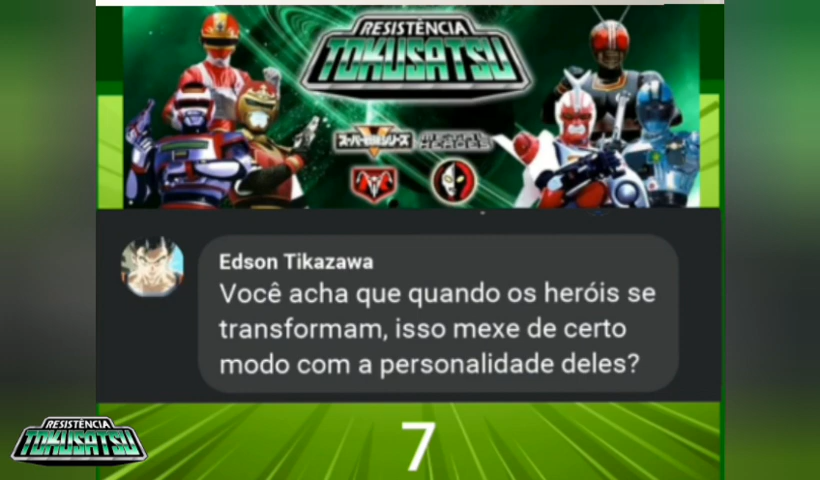 RESISTÊNCIA
TOKUSATSU
Edson Tikazawa
Você acha que quando os heróis se
transformam, isso mexe de certo
modo com a personalidade deles?
7
RESISTÊNCIA
TOKUSATSU